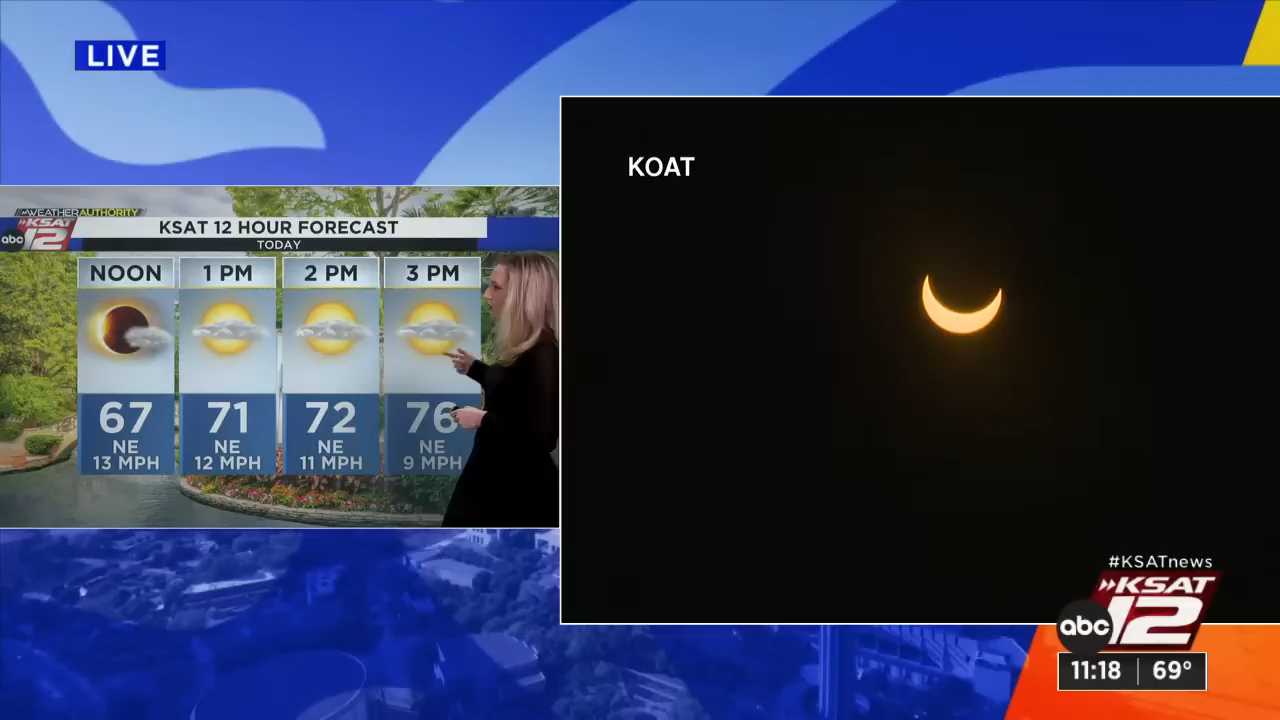 LIVE
KOAT
WEATHERAUTHORITY
KSAT
abc 12
KSAT 12 HOUR FORECAST
TODAY
NOON 1 PM 2 PM 3 PM
67 71 72 76
NE NE NE NE
13 MPH 12 MPH 11 MPH 9 MPH
#KSATnews
KSAT
abc 12
11:18 69°